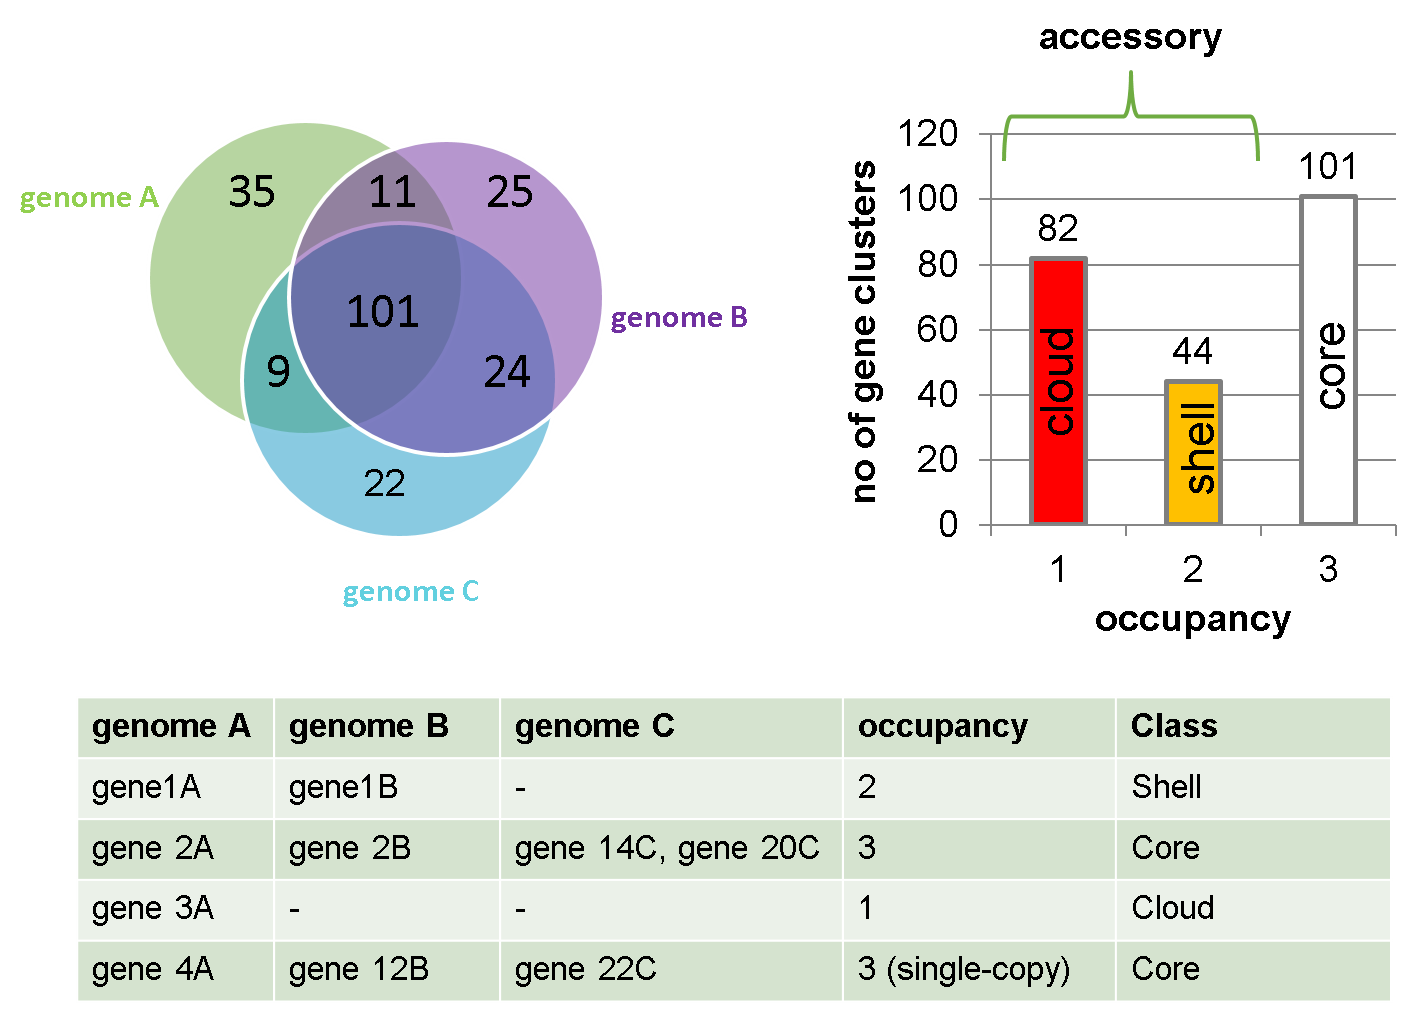 genome A
35
11
25
101
genome B
9
24
22
genome C
accessory
no of gene clusters
120
100
80
60
40
20
0
82
44
101
cloud
shell
core
1 2 3
occupancy
genome A genome B genome C occupancy Class
gene1A gene1B - 2 Shell
gene 2A gene 2B gene 14C, gene 20C 3 Core
gene 3A - - 1 Cloud
gene 4A gene 12B gene 22C 3 (single-copy) Core